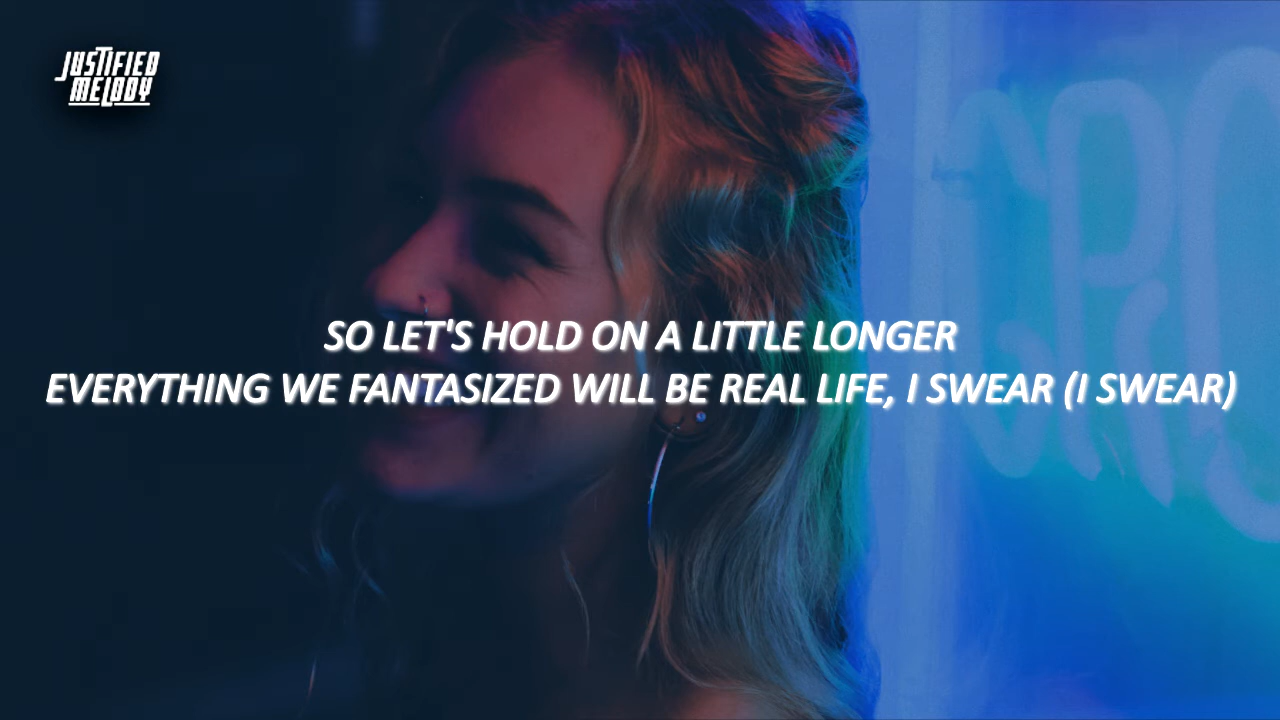 JUSTIFIED
MELODY
SO LET'S HOLD ON A LITTLE LONGER
EVERYTHING WE FANTASIZED WILL BE REAL LIFE, I SWEAR (I SWEAR)